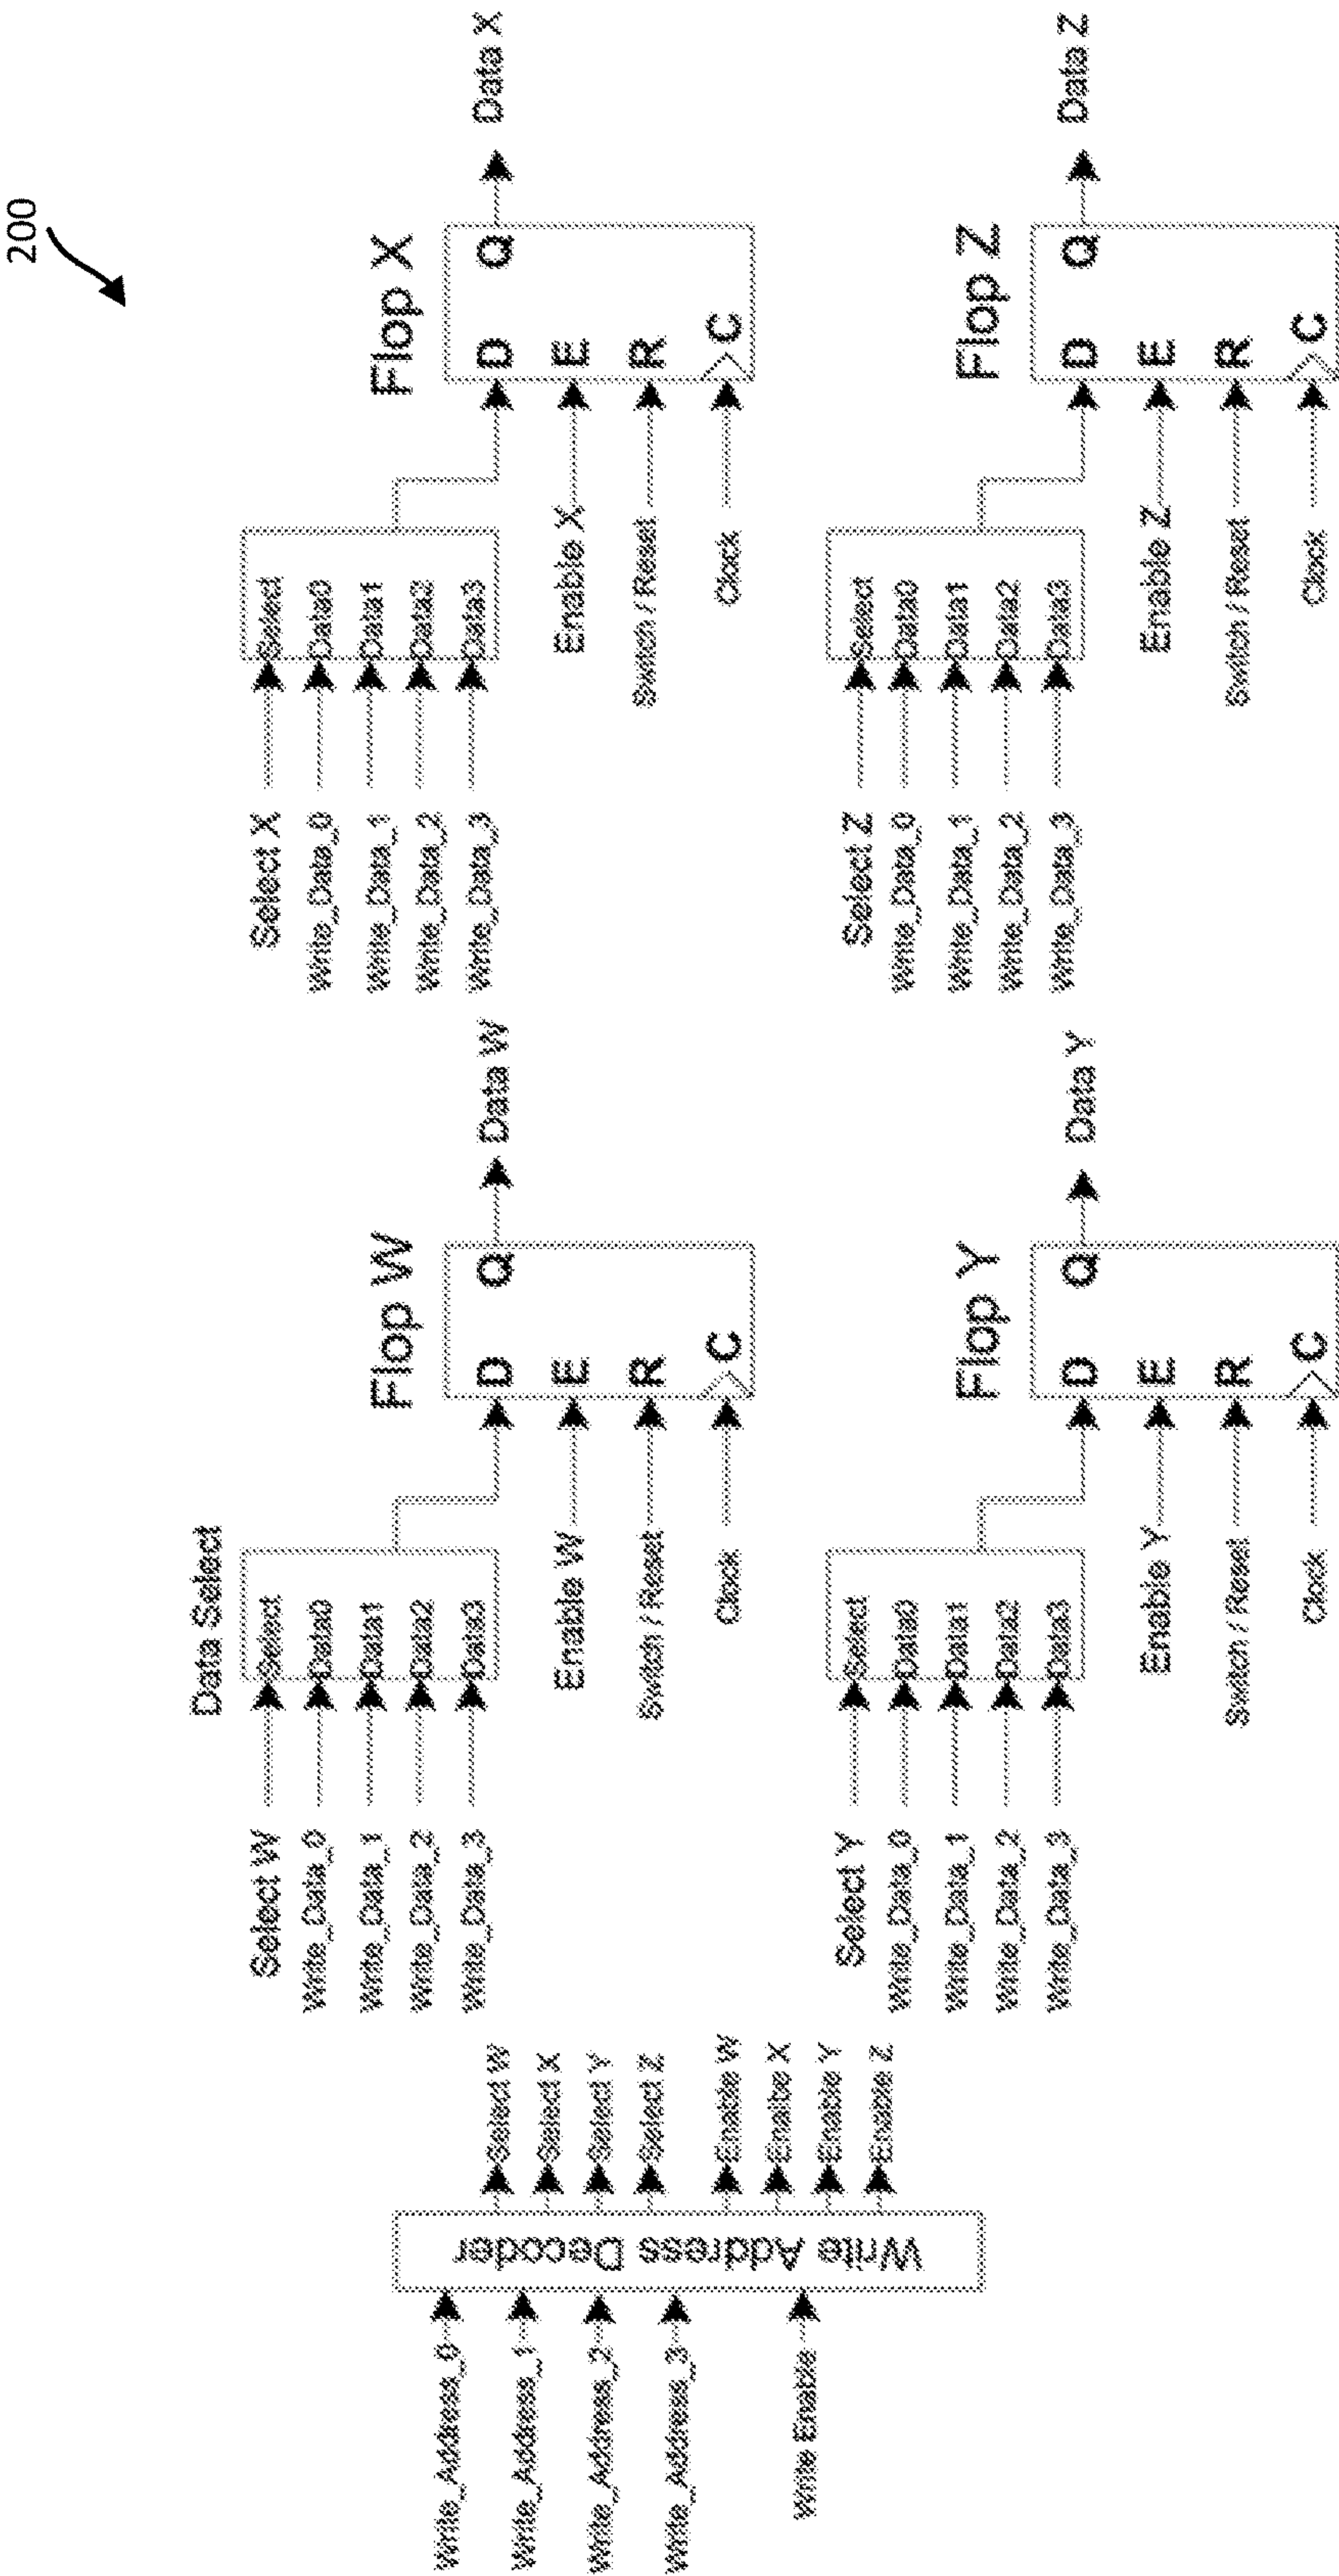 200
Write_Address_0
Write_Address_1
Write_Address_2
Write_Address_3
Write Enable
Write Address Decoder
Select W
Select X
Select Y
Select Z
Enable W
Enalbe X
Enable Y
Enable Z
Data Select
Select W
Write_Data_0
Write_Data_1
Write_Data_2
Write_Data_3
Select
Data0
Data1
Data2
Data3
Enable W
Switch / Reset
Clock
Flop W
D
E
R
C
Q
Data W
Select X
Write_Data_0
Write_Data_1
Write_Data_2
Write_Data_3
Select
Data0
Data1
Data2
Data3
Enable X
Switch / Reset
Clock
Flop X
D
E
R
C
Q
Data X
Select Y
Write_Data_0
Write_Data_1
Write_Data_2
Write_Data_3
Select
Data0
Data1
Data2
Data3
Enable Y
Switch / Reset
Clock
Flop Y
D
E
R
C
Q
Data Y
Select Z
Write_Data_0
Write_Data_1
Write_Data_2
Write_Data_3
Select
Data0
Data1
Data2
Data3
Enable Z
Switch / Reset
Clock
Flop Z
D
E
R
C
Q
Data Z